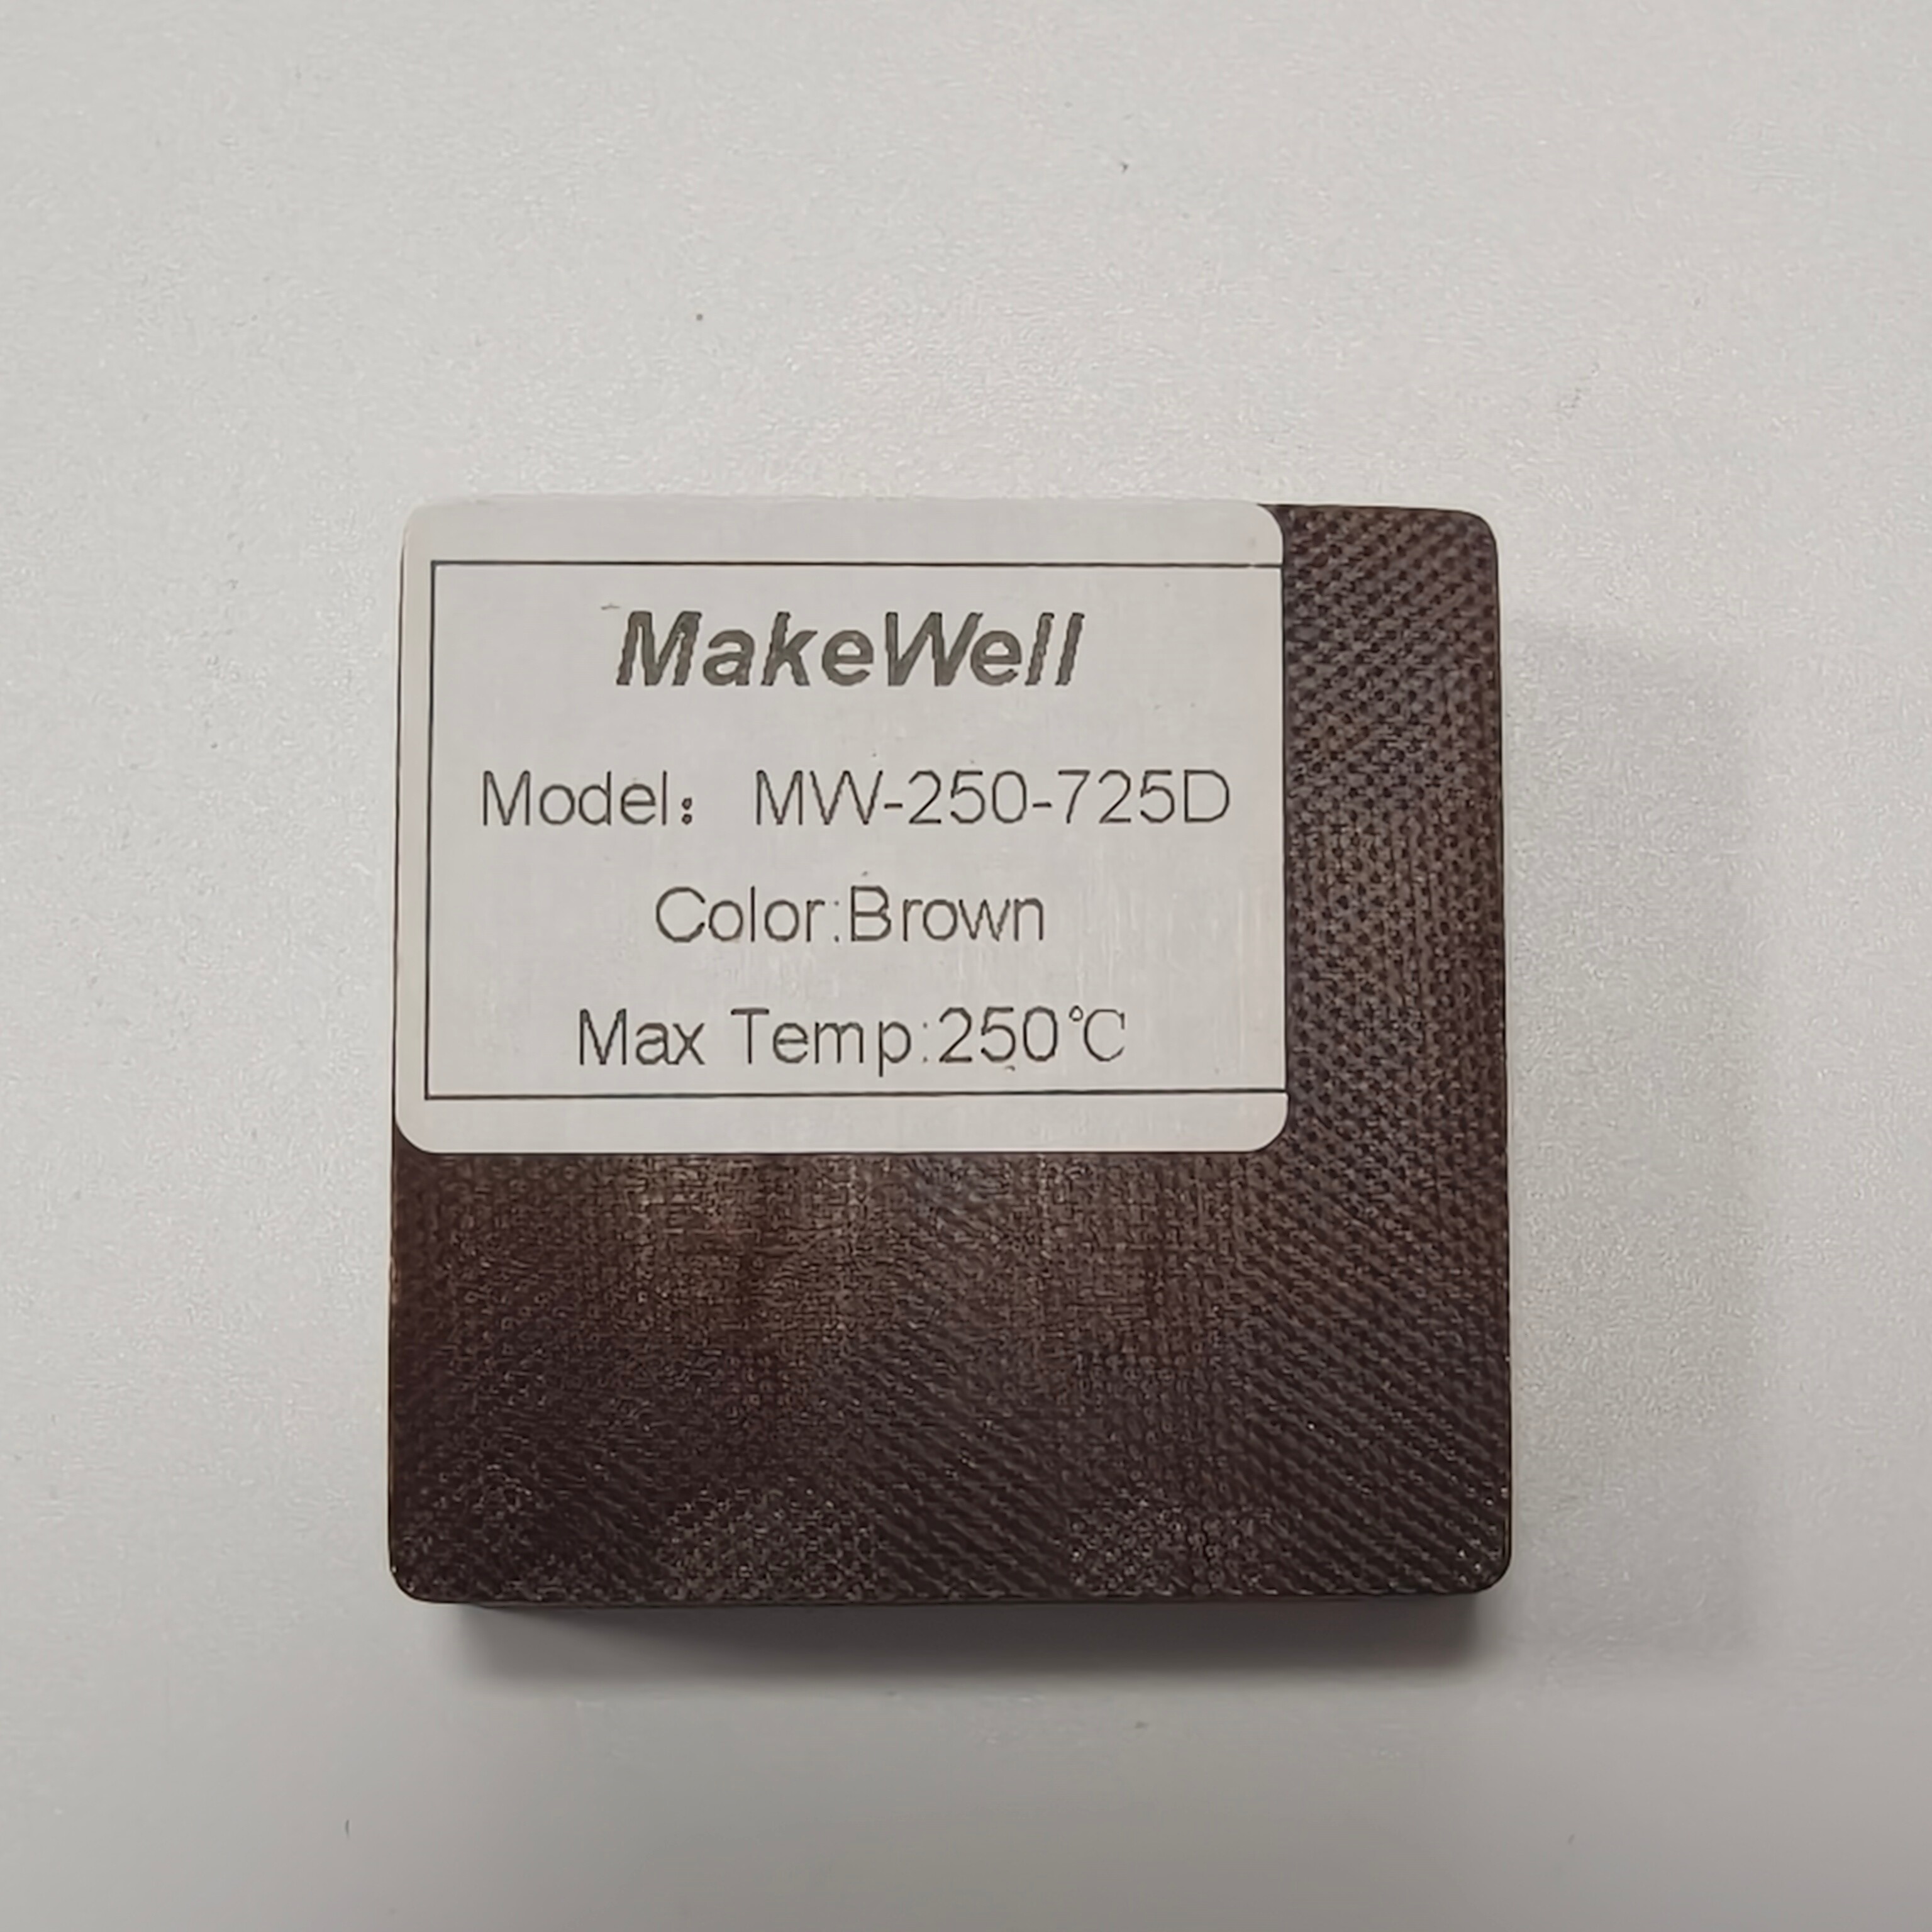 MakeWell
Model： MW-250-725D
Color:Brown
Max Temp:250℃